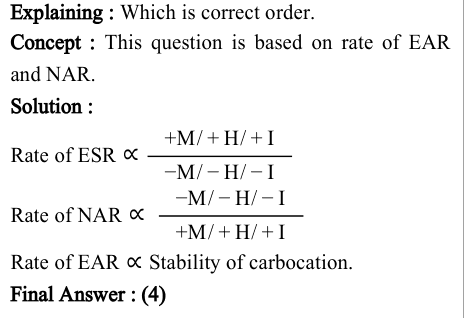 Explaining : Which is correct order.
Concept : This question is based on rate of EAR
and NAR.
Solution :
Rate of ESR ∝ +M/+H/+I / −M/−H/−I
Rate of NAR ∝ −M/−H/−I / +M/+H/+I
Rate of EAR ∝ Stability of carbocation.
Final Answer : (4)